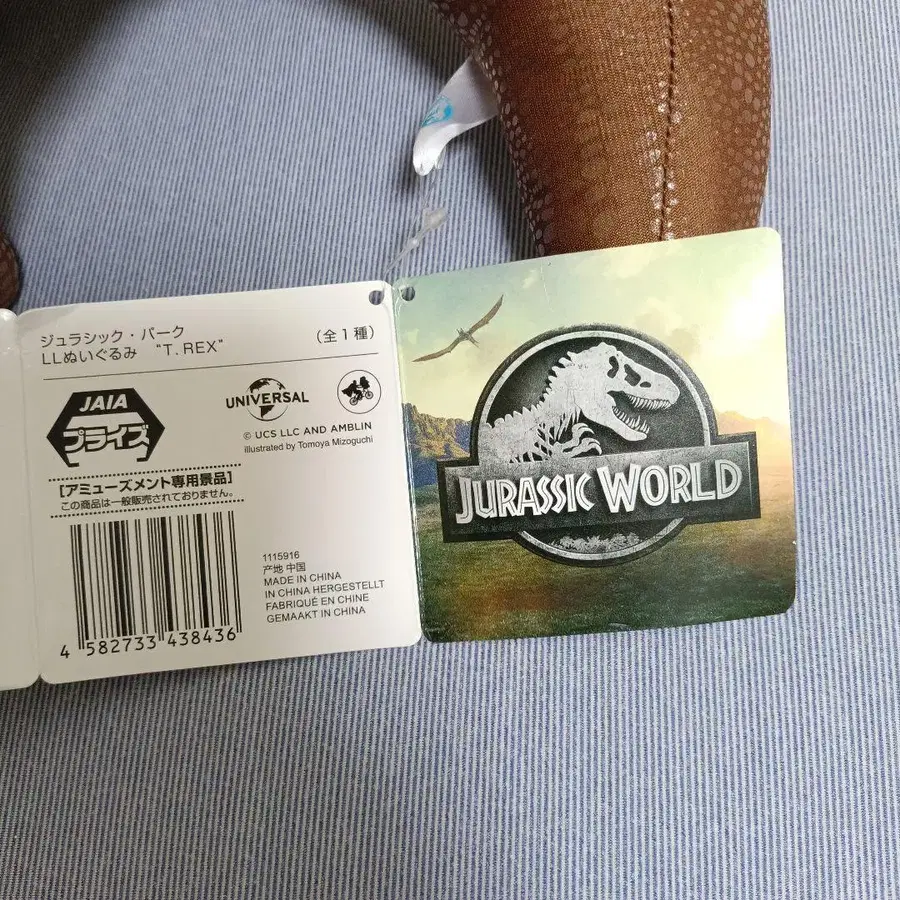 ジュラシック・パーク
LLぬいぐるみ “T. REX”
（全１種）
JAIA
プライズ
UNIVERSAL
© UCS LLC AND AMBLIN
illustrated by Tomoya Mizoguchi
【アミューズメント専用景品】
この商品は一般販売されておりません。
1115916
产地 中国
MADE IN CHINA
IN CHINA HERGESTELLT
FABRIQUÉ EN CHINE
GEMAAKT IN CHINA
4 582733 438436
JURASSIC WORLD